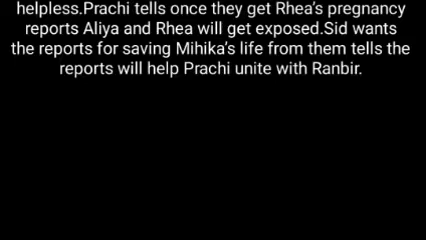 helpless.Prachi tells once they get Rhea's pregnancy
reports Aliya and Rhea will get exposed.Sid wants
the reports for saving Mihika's life from them tells the
reports will help Prachi unite with Ranbir.